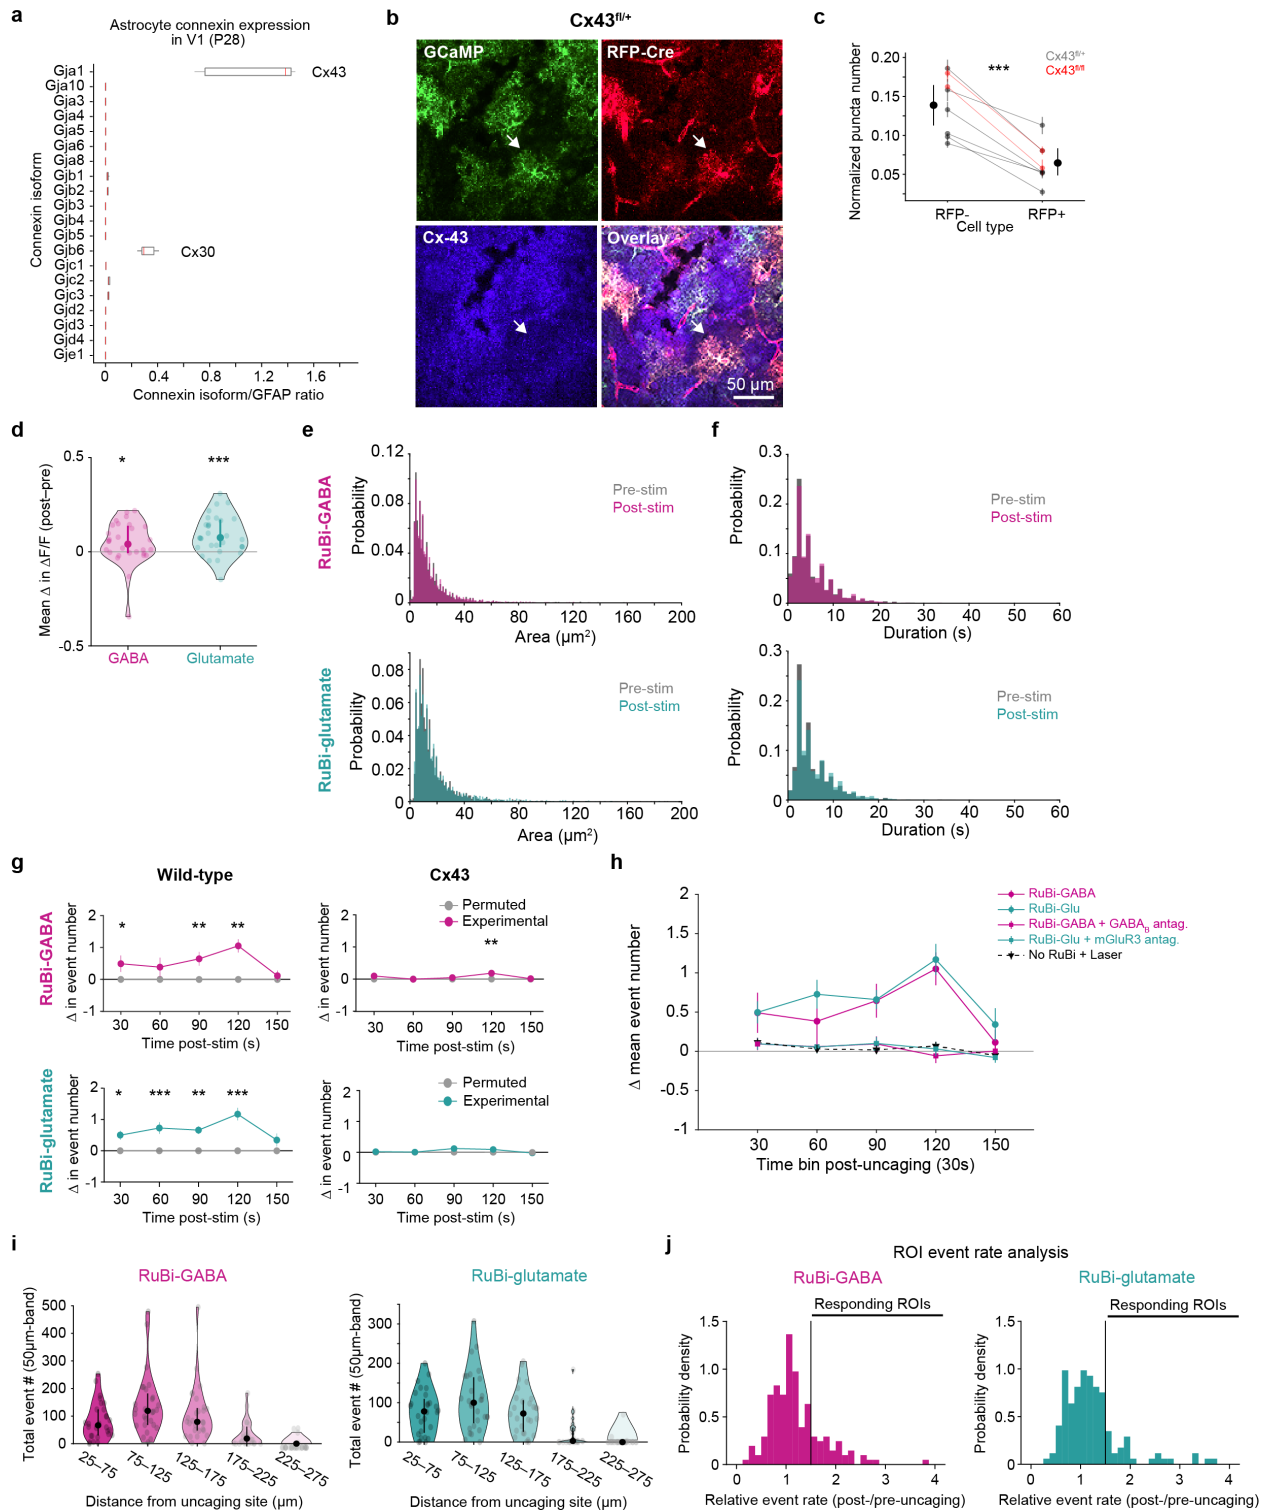 a
Astrocyte connexin expression
in V1 (P28)
Connexin isoform
Gja1
Gja10
Gja3
Gja4
Gja5
Gja6
Gja8
Gjb1
Gjb2
Gjb3
Gjb4
Gjb5
Gjb6
Gjc1
Gjc2
Gjc3
Gjd2
Gjd3
Gjd4
Gje1
Cx43
Cx30
0 0.4 0.8 1.2 1.6
Connexin isoform/GFAP ratio
b
Cx43fl/+
GCaMP
RFP-Cre
Cx-43
Overlay
50 µm
c
Cx43fl/+
Cx43fl/fl
***
Normalized puncta number
0.20
0.15
0.10
0.05
RFP- RFP+
Cell type
d
Mean Δ in ΔF/F (post–pre)
0.5
0
-0.5
* ***
GABA Glutamate
e
RuBi-GABA
Probability
0.12
0.08
0.04
0
Pre-stim
Post-stim
0 40 80 120 160 200
Area (µm2)
RuBi-glutamate
Probability
0.08
0.06
0.04
0.02
0
Pre-stim
Post-stim
0 40 80 120 160 200
Area (µm2)
f
Probability
0.3
0.2
0.1
0
Pre-stim
Post-stim
0 10 20 30 40 50 60
Duration (s)
Probability
0.3
0.2
0.1
0
Pre-stim
Post-stim
0 10 20 30 40 50 60
Duration (s)
g
Wild-type
Cx43
RuBi-GABA
Δ in event number
2
1
0
-1
* ** **
30 60 90 120 150
Time post-stim (s)
Δ in event number
2
1
0
-1
Permuted
Experimental
**
30 60 90 120 150
Time post-stim (s)
RuBi-glutamate
Δ in event number
2
1
0
-1
* *** ** ***
30 60 90 120 150
Time post-stim (s)
Δ in event number
2
1
0
-1
Permuted
Experimental
30 60 90 120 150
Time post-stim (s)
h
Δ mean event number
2
1
0.5
0
-0.5
-1
RuBi-GABA
RuBi-Glu
RuBi-GABA + GABAB antag.
RuBi-Glu + mGluR3 antag.
No RuBi + Laser
30 60 90 120 150
Time bin post-uncaging (30s)
i
RuBi-GABA
Total event # (50µm-band)
500
400
300
200
100
0
25–75 75–125 125–175 175–225 225–275
Distance from uncaging site (µm)
RuBi-glutamate
Total event # (50µm-band)
300
200
100
0
25–75 75–125 125–175 175–225 225–275
Distance from uncaging site (µm)
j
ROI event rate analysis
RuBi-GABA
Responding ROIs
Probability density
1.5
1.0
0.5
0
0 1 2 3 4
Relative event rate (post-/pre-uncaging)
RuBi-glutamate
Responding ROIs
Probability density
1.5
1.0
0.5
0
0 1 2 3 4
Relative event rate (post-/pre-uncaging)